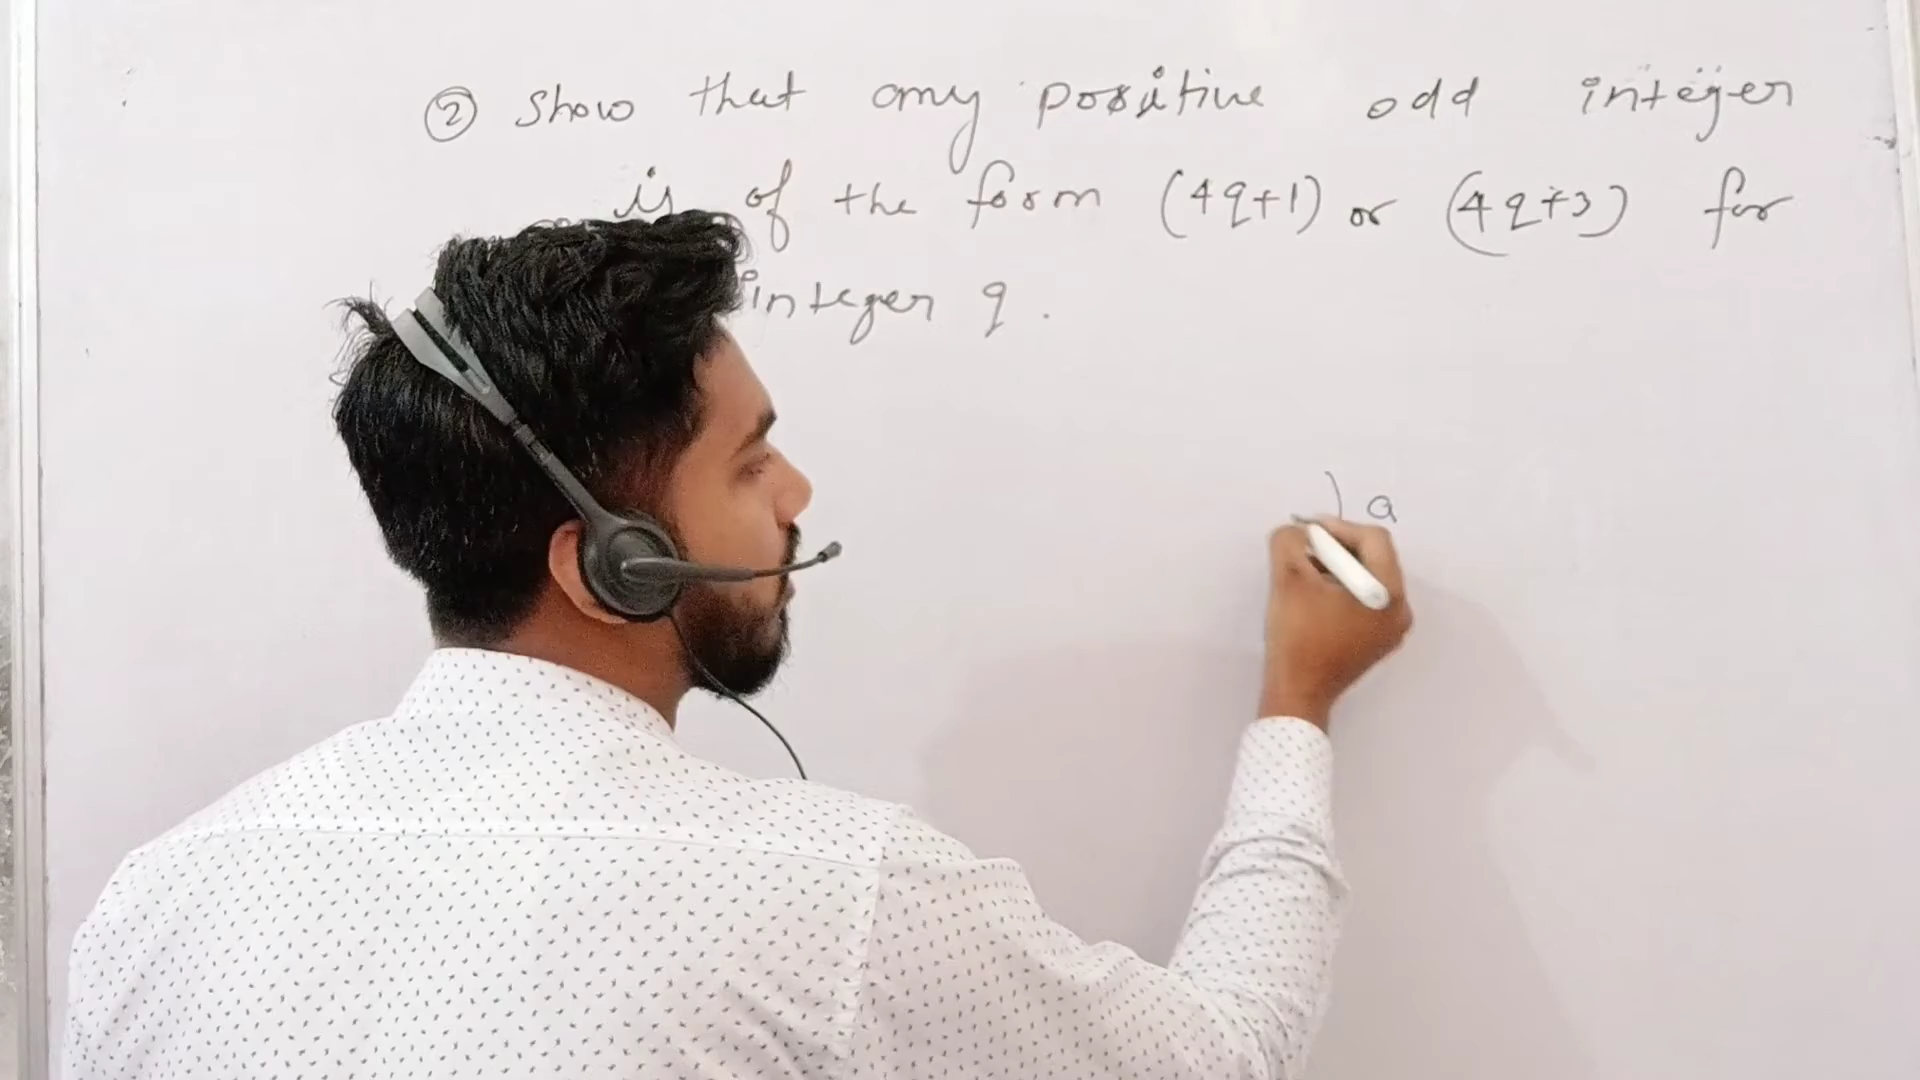 ② Show that any positive odd integer
is of the form (4q+1) or (4q+3) for
integer q.
) a